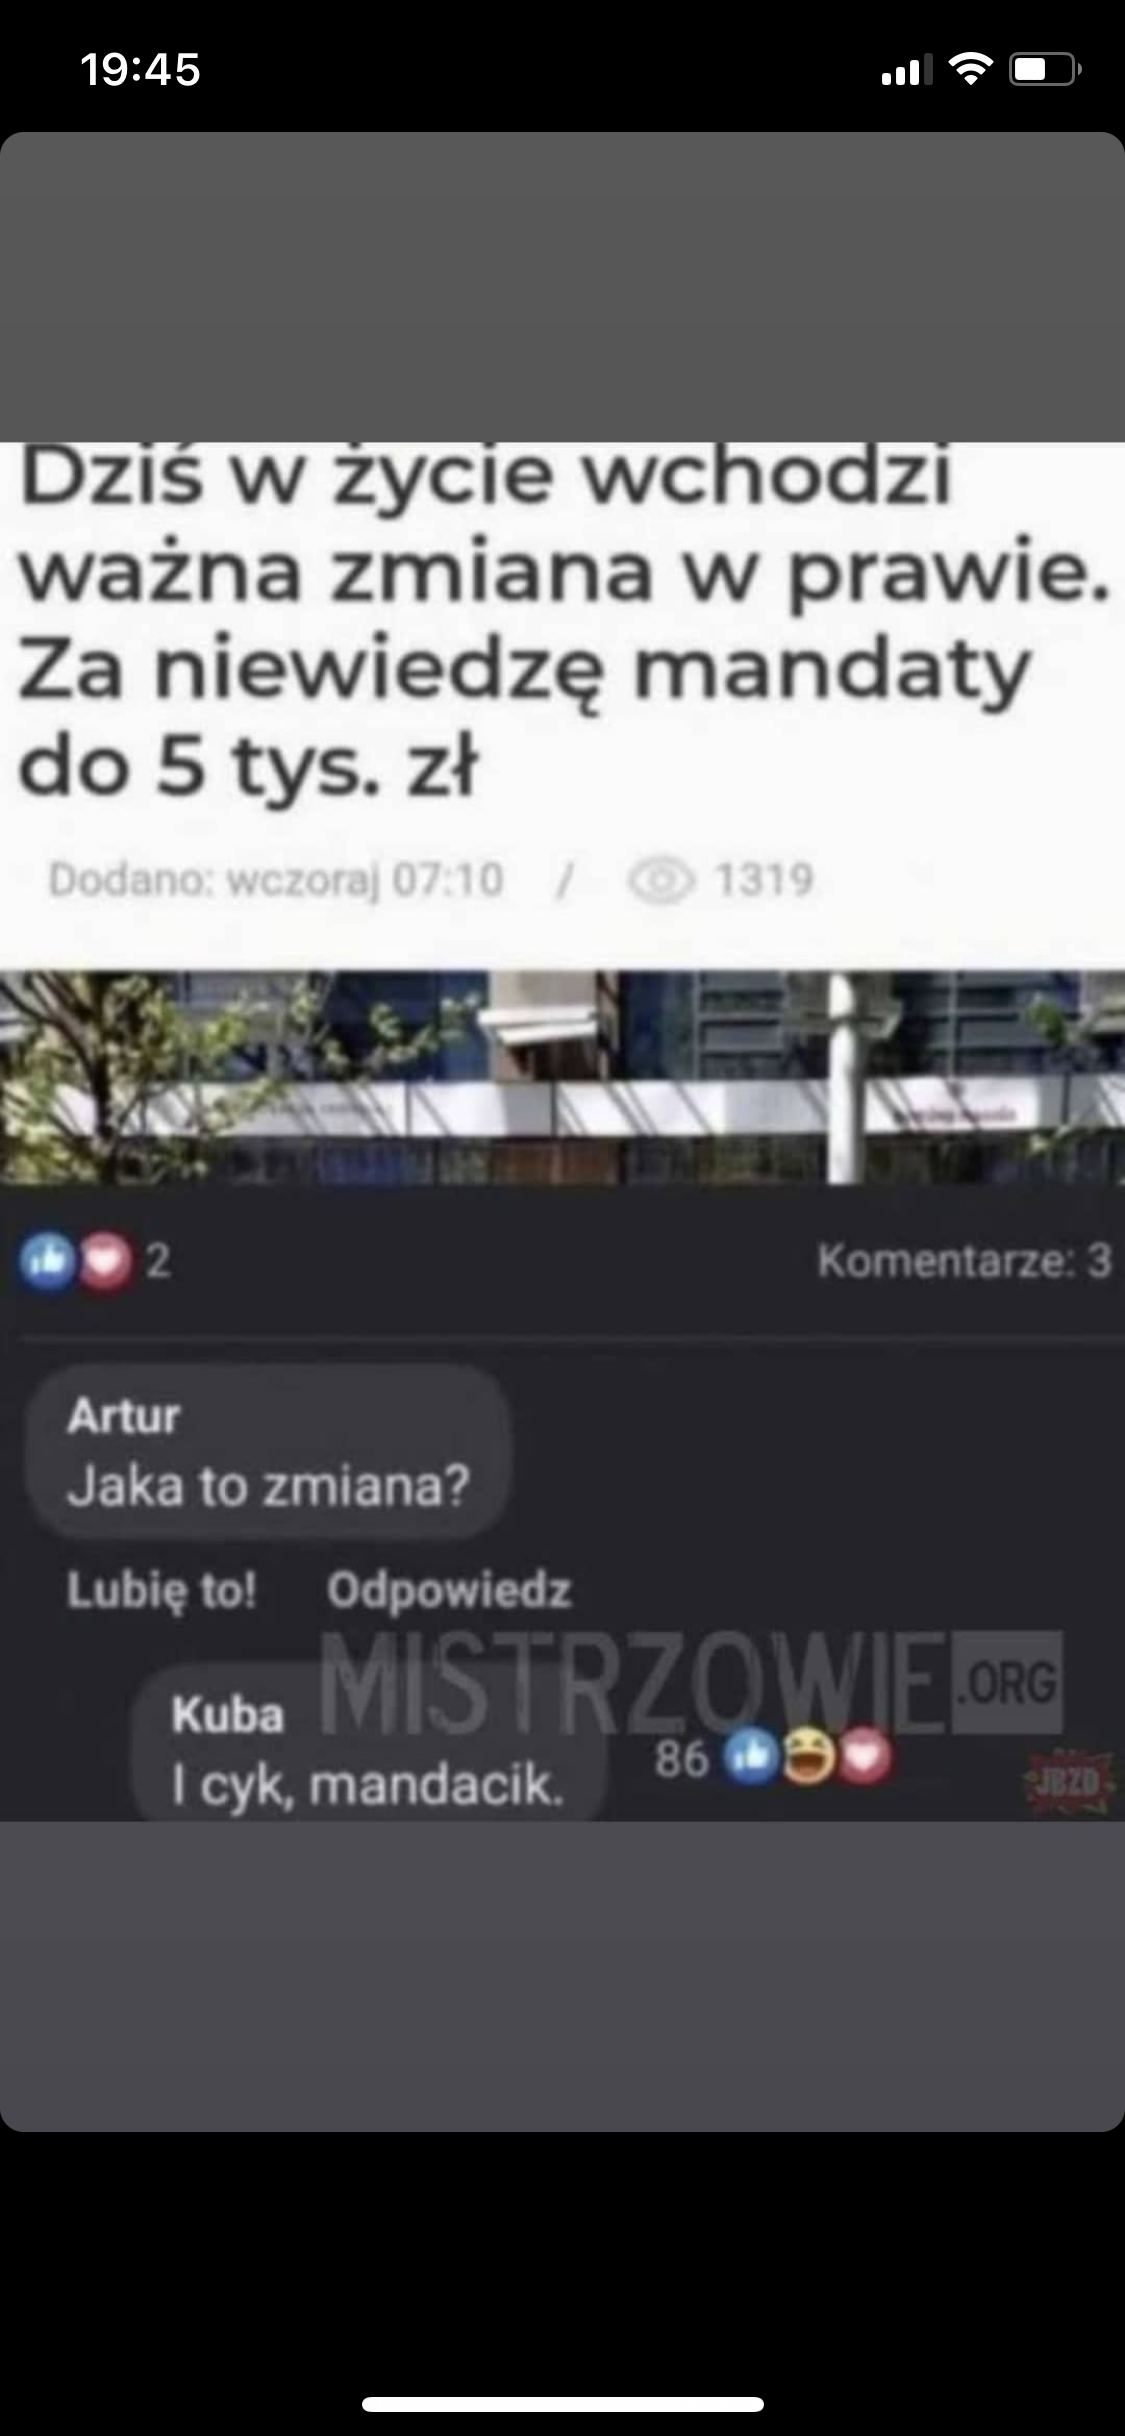 19:45
Dziś w życie wchodzi
ważna zmiana w prawie.
Za niewiedzę mandaty
do 5 tys. zł
Dodano: wczoraj 07:10 / 1319
2 Komentarze: 3
Artur
Jaka to zmiana?
Lubię to! Odpowiedz
MISTRZOWIE.ORG
Kuba
I cyk, mandacik.
86
JBZD